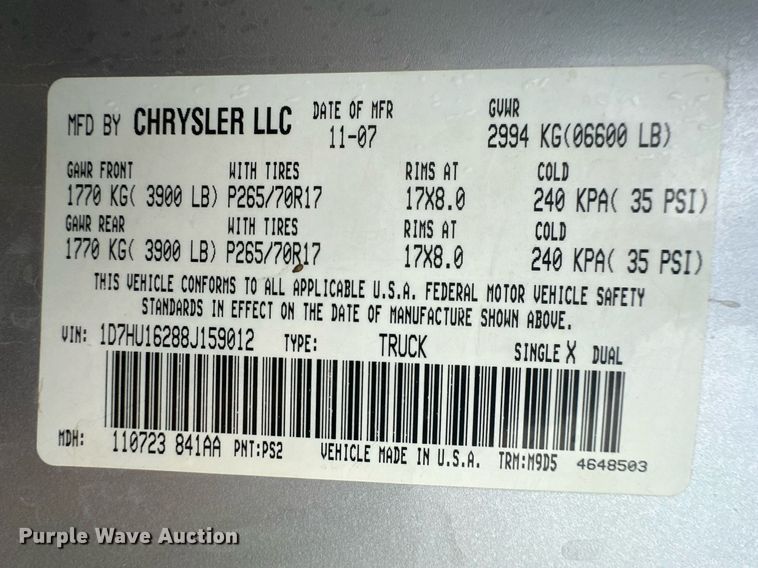 MFD BY CHRYSLER LLC DATE OF MFR GVWR
11-07 2994 KG(06600 LB)
GAWR FRONT WITH TIRES RIMS AT COLD
1770 KG( 3900 LB) P265/70R17 17X8.0 240 KPA( 35 PSI)
GAWR REAR WITH TIRES RIMS AT COLD
1770 KG( 3900 LB) P265/70R17 17X8.0 240 KPA( 35 PSI)
THIS VEHICLE CONFORMS TO ALL APPLICABLE U.S.A. FEDERAL MOTOR VEHICLE SAFETY
STANDARDS IN EFFECT ON THE DATE OF MANUFACTURE SHOWN ABOVE.
VIN: 1D7HU16288J159012 TYPE: TRUCK SINGLE X DUAL
MDH: 110723 841AA PNT:PS2 VEHICLE MADE IN U.S.A. TRM:M9D5 4648503
Purple Wave Auction